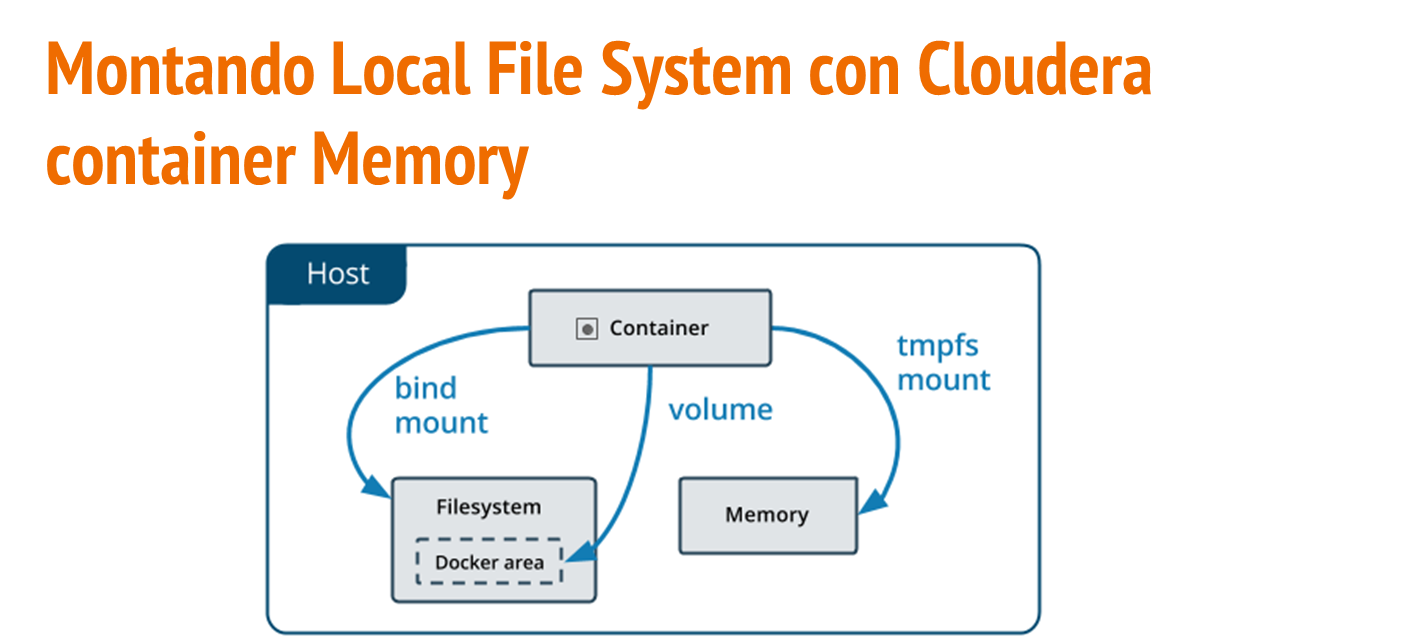 Montando Local File System con Cloudera
container Memory
Host
Container
tmpfs
mount
bind
mount
volume
Filesystem
Memory
Docker area